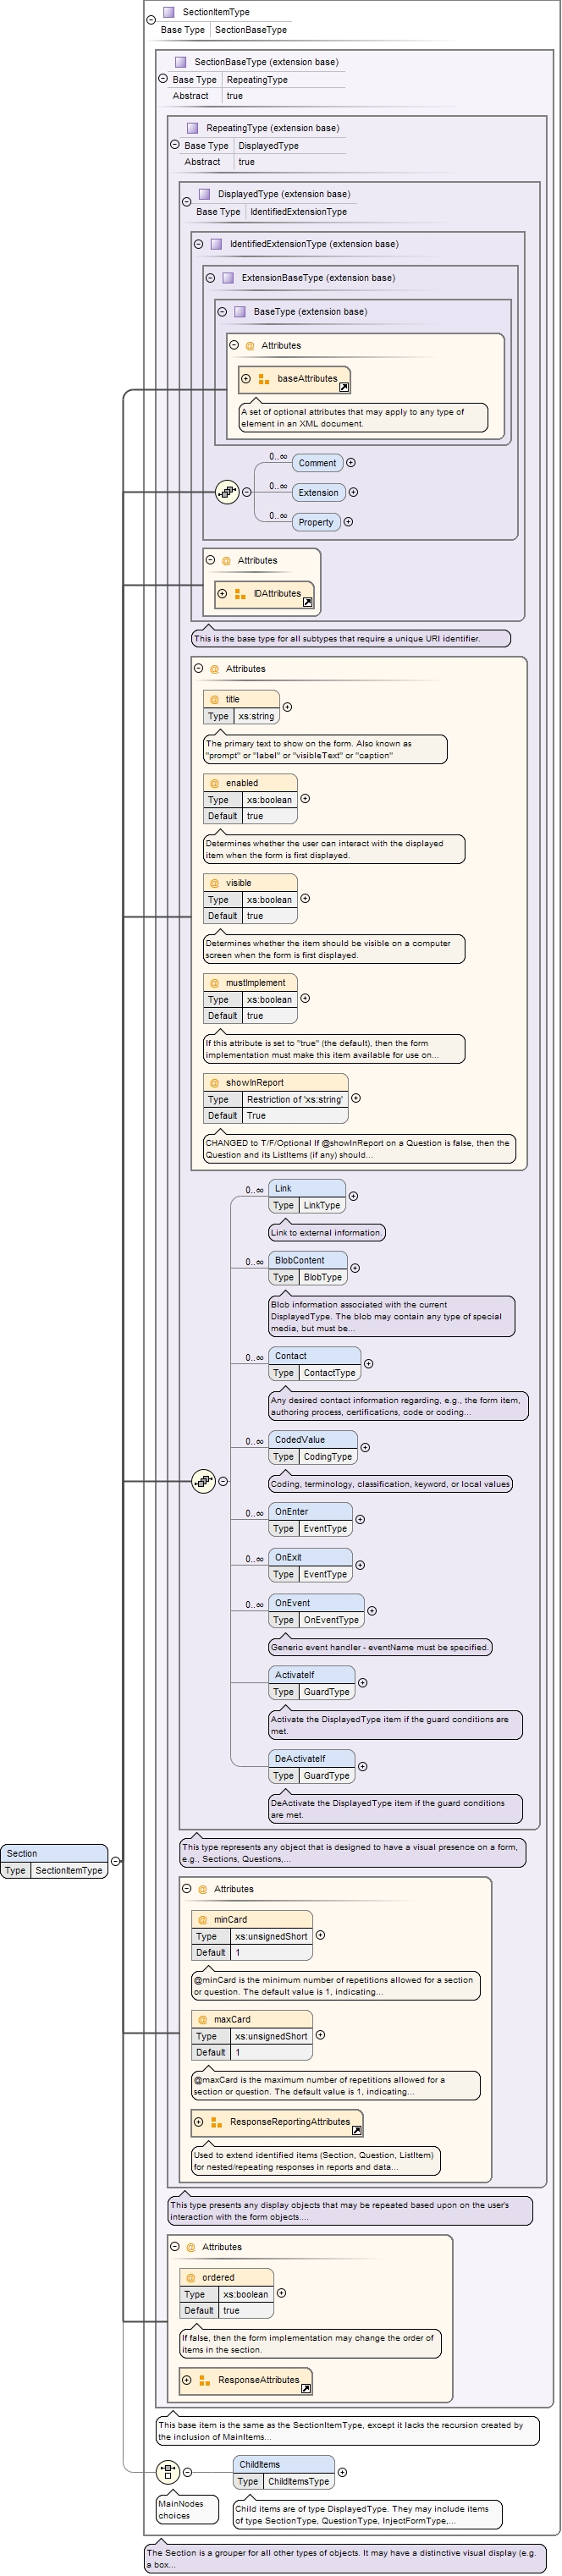 SectionItemType
Base Type SectionBaseType
SectionBaseType (extension base)
Base Type RepeatingType
Abstract true
RepeatingType (extension base)
Base Type DisplayedType
Abstract true
DisplayedType (extension base)
Base Type IdentifiedExtensionType
IdentifiedExtensionType (extension base)
ExtensionBaseType (extension base)
BaseType (extension base)
@ Attributes
baseAttributes
A set of optional attributes that may apply to any type of
element in an XML document.
0..∞
Comment
0..∞
Extension
0..∞
Property
@ Attributes
IDAttributes
This is the base type for all subtypes that require a unique URI identifier.
@ Attributes
@ title
Type xs:string
The primary text to show on the form. Also known as
"prompt" or "label" or "visibleText" or "caption"
@ enabled
Type xs:boolean
Default true
Determines whether the user can interact with the displayed
item when the form is first displayed.
@ visible
Type xs:boolean
Default true
Determines whether the item should be visible on a computer
screen when the form is first displayed.
@ mustImplement
Type xs:boolean
Default true
If this attribute is set to "true" (the default), then the form
implementation must make this item available for use on...
@ showInReport
Type Restriction of 'xs:string'
Default True
CHANGED to T/F/Optional If @showInReport on a Question is false, then the
Question and its ListItems (if any) should...
0..∞ Link
Type LinkType
Link to external information.
0..∞ BlobContent
Type BlobType
Blob information associated with the current
DisplayedType. The blob may contain any type of special
media, but must be...
0..∞ Contact
Type ContactType
Any desired contact information regarding, e.g., the form item,
authoring process, certifications, code or coding...
0..∞ CodedValue
Type CodingType
Coding, terminology, classification, keyword, or local values
0..∞ OnEnter
Type EventType
0..∞ OnExit
Type EventType
0..∞ OnEvent
Type OnEventType
Generic event handler - eventName must be specified.
ActivateIf
Type GuardType
Activate the DisplayedType item if the guard conditions are
met.
DeActivateIf
Type GuardType
DeActivate the DisplayedType item if the guard conditions
are met.
Section
Type SectionItemType
This type represents any object that is designed to have a visual presence on a form,
e.g., Sections, Questions,...
@ Attributes
@ minCard
Type xs:unsignedShort
Default 1
@minCard is the minimum number of repetitions allowed for a section
or question. The default value is 1, indicating...
@ maxCard
Type xs:unsignedShort
Default 1
@maxCard is the maximum number of repetitions allowed for a
section or question. The default value is 1, indicating...
ResponseReportingAttributes
Used to extend identified items (Section, Question, ListItem)
for nested/repeating responses in reports and data...
This type presents any display objects that may be repeated based upon on the user's
interaction with the form objects....
@ Attributes
@ ordered
Type xs:boolean
Default true
If false, then the form implementation may change the order of
items in the section.
ResponseAttributes
This base item is the same as the SectionItemType, except it lacks the recursion created by
the inclusion of MainItems...
ChildItems
Type ChildItemsType
MainNodes
choices
Child items are of type DisplayedType. They may include items
of type SectionType, QuestionType, InjectFormType,...
The Section is a grouper for all other types of objects. It may have a distinctive visual display (e.g.
a box...